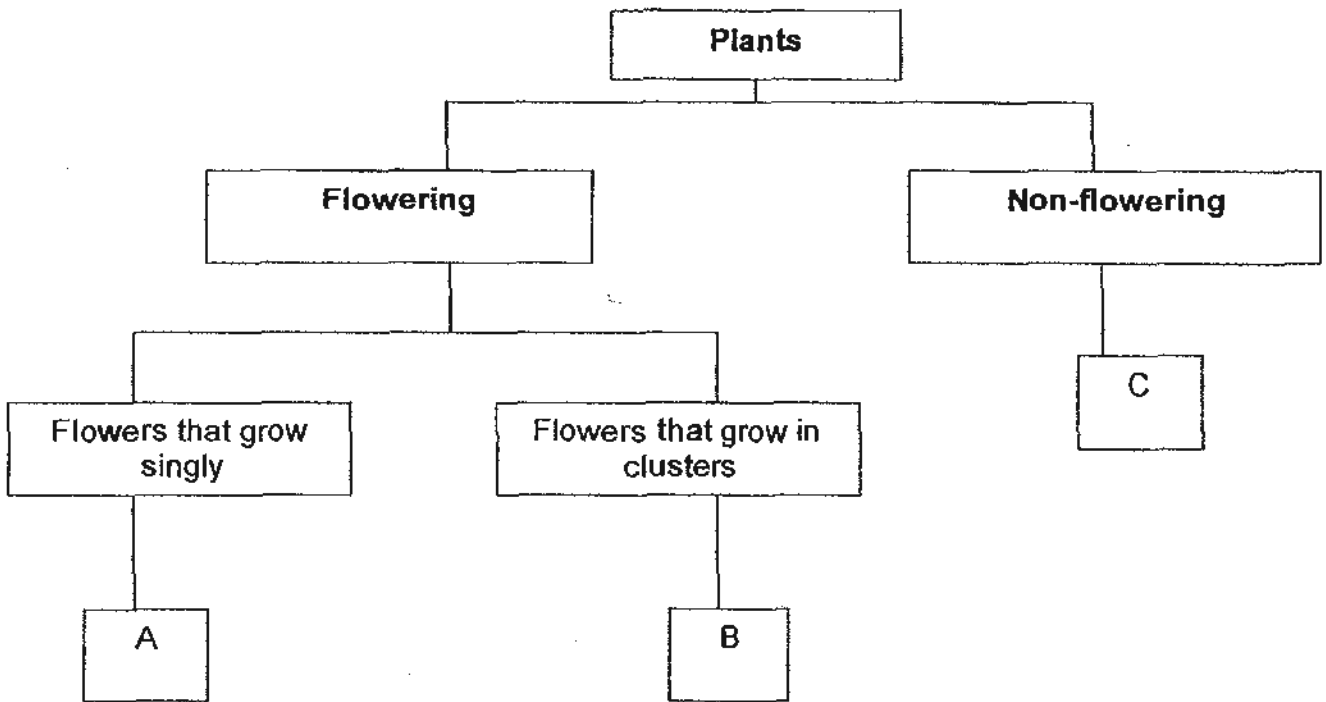 Plants
Flowering
Non-flowering
Flowers that grow
singly
Flowers that grow in
clusters
C
A
B